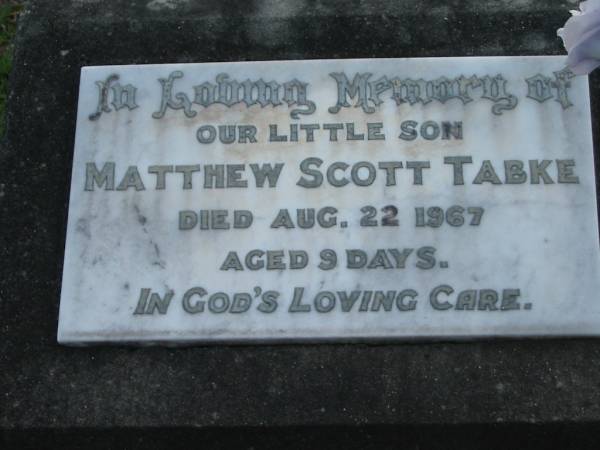 In Loving Memory of
OUR LITTLE SON
MATTHEW SCOTT TABKE
DIED AUG. 22 1967
AGED 9 DAYS.
IN GOD'S LOVING CARE.